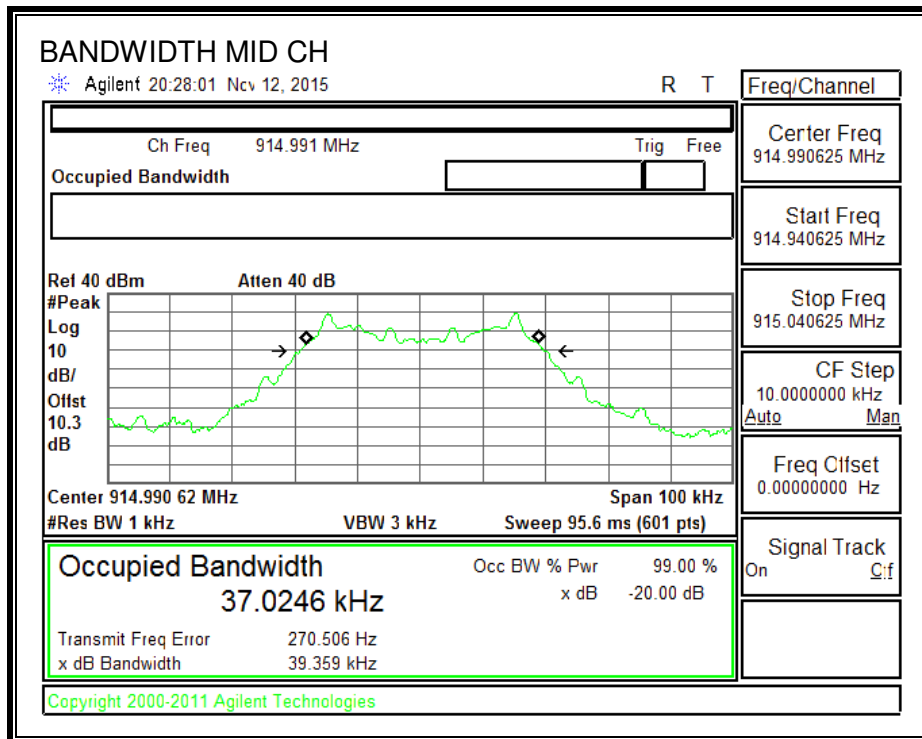 BANDWIDTH MID CH
Agilent 20:28:01 Nov 12, 2015 R T
Freq/Channel
Ch Freq 914.991 MHz Trig Free
Occupied Bandwidth
Center Freq
914.990625 MHz
Start Freq
914.940625 MHz
Stop Freq
915.040625 MHz
CF Step
10.0000000 kHz
Auto Man
Freq Offset
0.00000000 Hz
Signal Track
On Off
Ref 40 dBm Atten 40 dB
#Peak
Log
10
dB/
Offst
10.3
dB
Center 914.990 62 MHz Span 100 kHz
#Res BW 1 kHz VBW 3 kHz Sweep 95.6 ms (601 pts)
Occupied Bandwidth
37.0246 kHz
Occ BW % Pwr 99.00 %
x dB -20.00 dB
Transmit Freq Error 270.506 Hz
x dB Bandwidth 39.359 kHz
Copyright 2000-2011 Agilent Technologies